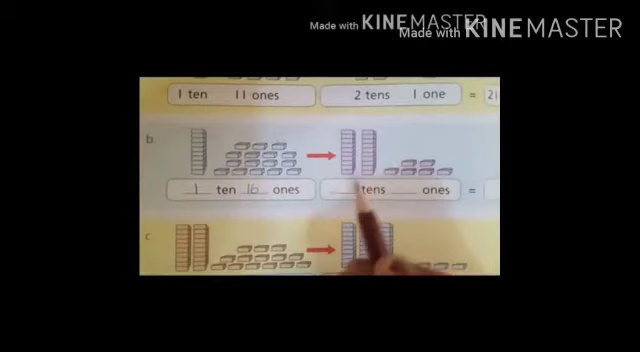 Made with KINEMASTER
Made with KINEMASTER
1 ten 11 ones 2 tens 1 one = 21
b.
1 ten 16 ones tens ones =
c